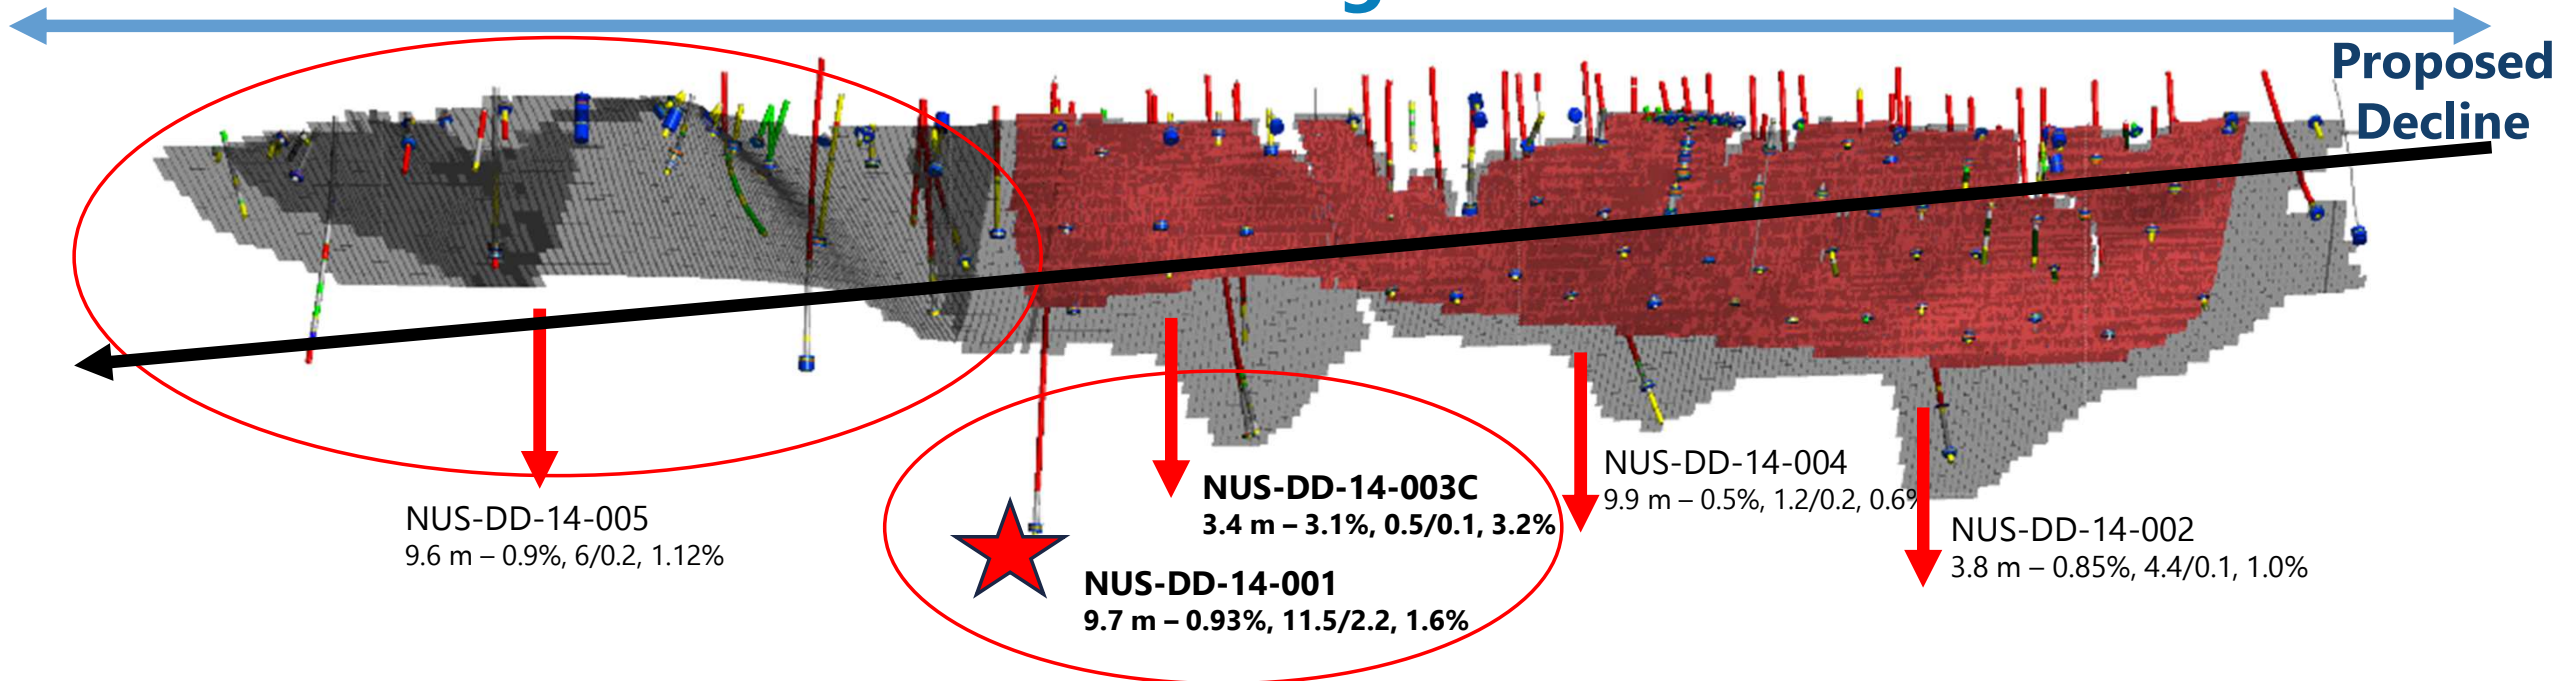 Proposed
Decline
NUS-DD-14-005
9.6 m – 0.9%, 6/0.2, 1.12%
NUS-DD-14-003C
3.4 m – 3.1%, 0.5/0.1, 3.2%
NUS-DD-14-001
9.7 m – 0.93%, 11.5/2.2, 1.6%
NUS-DD-14-004
9.9 m – 0.5%, 1.2/0.2, 0.6%
NUS-DD-14-002
3.8 m – 0.85%, 4.4/0.1, 1.0%